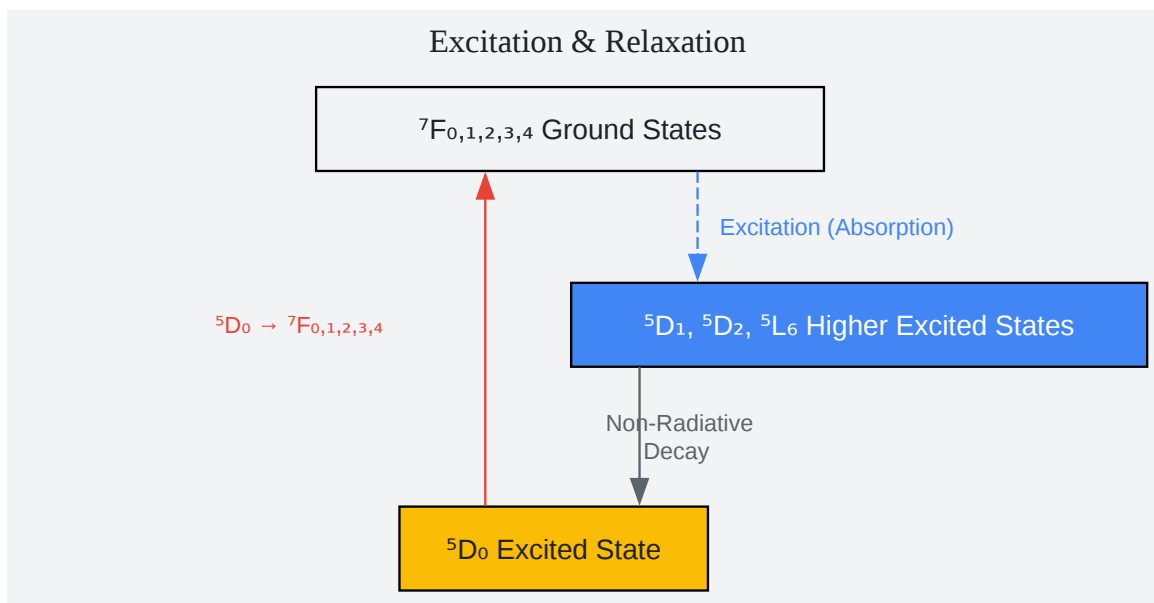 Excitation & Relaxation
⁷F₀,₁,₂,₃,₄ Ground States
Excitation (Absorption)
⁵D₀ → ⁷F₀,₁,₂,₃,₄
⁵D₁, ⁵D₂, ⁵L₆ Higher Excited States
Non-Radiative
Decay
⁵D₀ Excited State